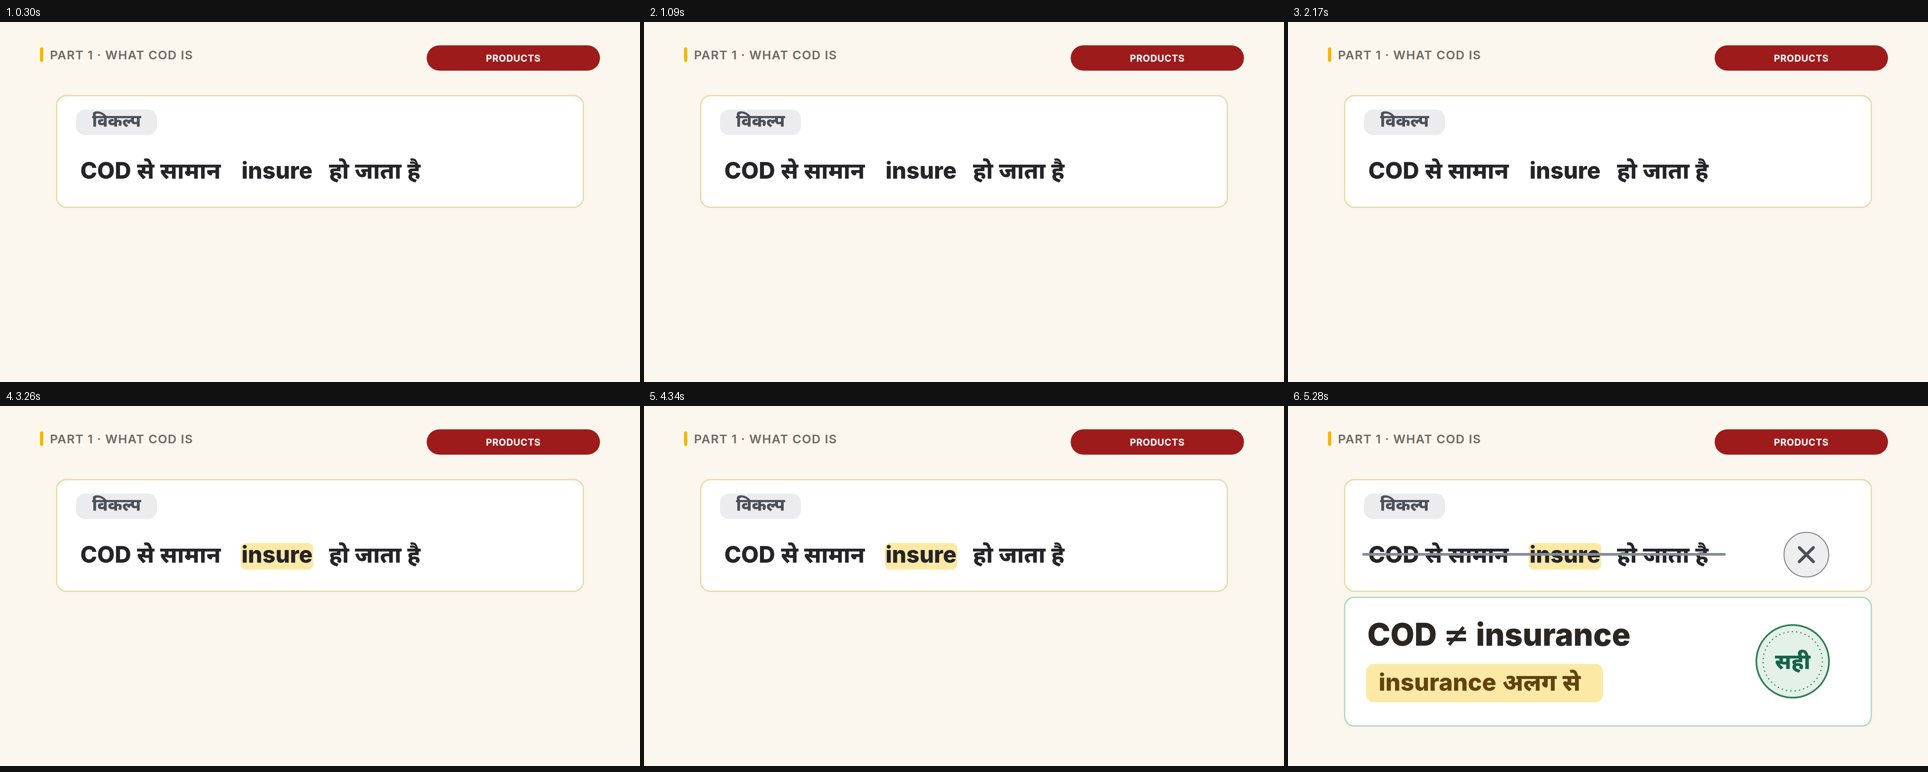 1. 0.30s
PART 1 · WHAT COD IS
PRODUCTS
विकल्प
COD से सामान insure हो जाता है
2. 1.09s
PART 1 · WHAT COD IS
PRODUCTS
विकल्प
COD से सामान insure हो जाता है
3. 2.17s
PART 1 · WHAT COD IS
PRODUCTS
विकल्प
COD से सामान insure हो जाता है
4. 3.26s
PART 1 · WHAT COD IS
PRODUCTS
विकल्प
COD से सामान insure हो जाता है
5. 4.34s
PART 1 · WHAT COD IS
PRODUCTS
विकल्प
COD से सामान insure हो जाता है
6. 5.28s
PART 1 · WHAT COD IS
PRODUCTS
विकल्प
COD से सामान insure हो जाता है
COD ≠ insurance
insurance अलग से
सही